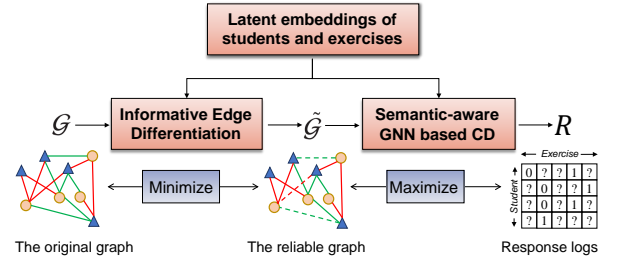 Latent embeddings of
students and exercises
𝒢
Informative Edge
Differentiation
𝒢̃
Semantic-aware
GNN based CD
R
Minimize
Maximize
Exercise
Student
0 ? ? 1 ?
? 0 ? ? 1
? 0 ? 1 ?
? 1 ? ? ?
The original graph
The reliable graph
Response logs